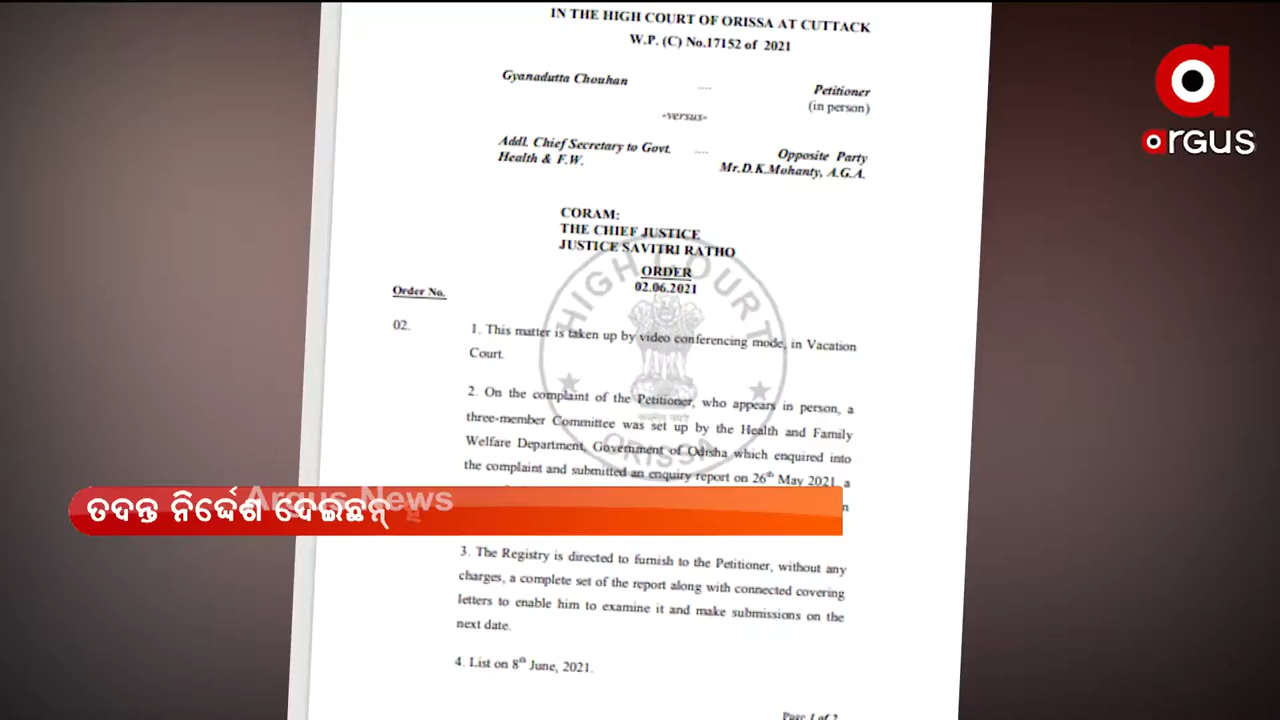 IN THE HIGH COURT OF ORISSA AT CUTTACK
W.P. (C) No.17152 of 2021
Gyanadutta Chouhan .... Petitioner
(in person)
-versus-
Addl. Chief Secretary to Govt. .... Opposite Party
Health & F.W. Mr.D.K.Mohanty, A.G.A.
CORAM:
THE CHIEF JUSTICE
JUSTICE SAVITRI RATHO
ORDER
02.06.2021
Order No.
02. 1. This matter is taken up by video conferencing mode, in Vacation
Court.
2. On the complaint of the Petitioner, who appears in person, a
three-member Committee was set up by the Health and Family
Welfare Department, Government of Odisha which enquired into
the complaint and submitted an enquiry report on 26th May 2021, a
3. The Registry is directed to furnish to the Petitioner, without any
charges, a complete set of the report along with connected covering
letters to enable him to examine it and make submissions on the
next date.
4. List on 8th June, 2021.
Page 1 of 2
HIGH COURT
ORISSA
argus
Argus News
ତଦନ୍ତ ନିର୍ଦ୍ଦେଶ ଦେଇଛନ୍